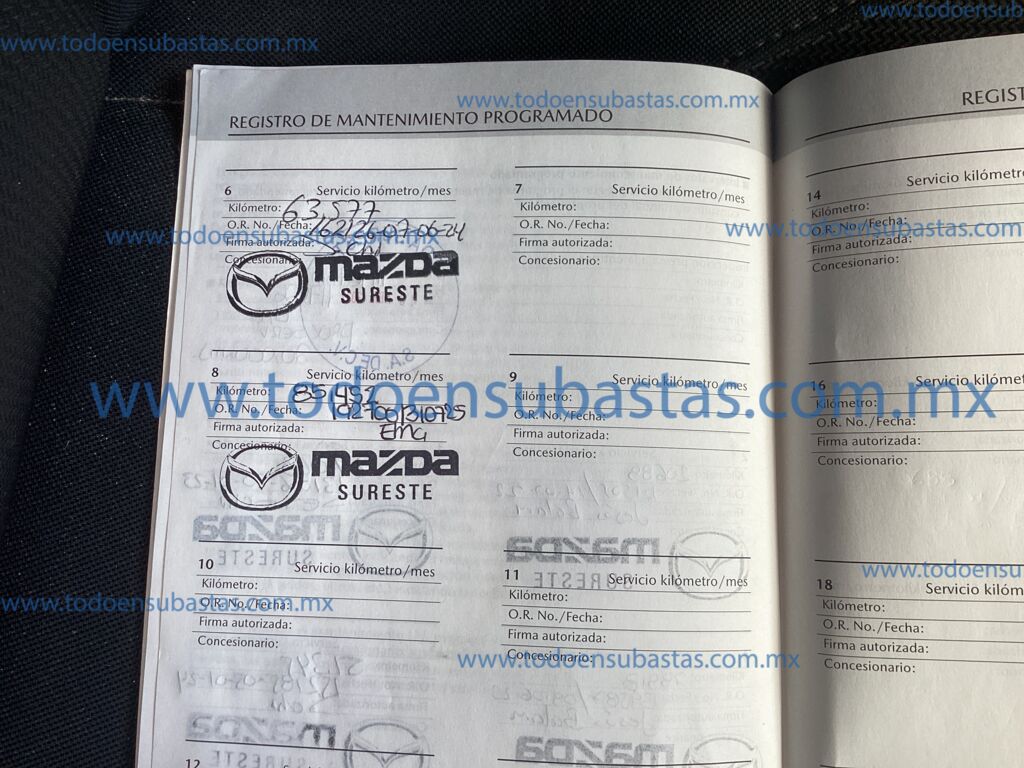 www.todoensubastas.com.mx
www.todoensubastas.com.mx
www.todoensubastas.com.mx
REGISTRO DE MANTENIMIENTO PROGRAMADO
6 Servicio kilómetro/mes
Kilómetro: 63,577
O.R. No./Fecha:
Firma autorizada:
Concesionario:
mazda
SURESTE
www.todoensubastas.com.mx
7 Servicio kilómetro/mes
Kilómetro:
O.R. No./Fecha:
Firma autorizada:
Concesionario:
8 Servicio kilómetro/mes
Kilómetro:
O.R. No./Fecha:
Firma autorizada:
Concesionario:
mazda
SURESTE
www.todoensubastas.com.mx
9 Servicio kilómetro/mes
Kilómetro:
O.R. No./Fecha:
Firma autorizada:
Concesionario:
10 Servicio kilómetro/mes
Kilómetro:
O.R. No./Fecha:
Firma autorizada:
Concesionario:
www.todoensubastas.com.mx
11 Servicio kilómetro/mes
Kilómetro:
O.R. No./Fecha:
Firma autorizada:
Concesionario:
www.todoensubastas.com.mx
12
REGIST
14 Servicio kilóme
Kilómetro:
O.R. No./Fecha:
Firma autorizada:
Concesionario:
www.todoensubastas
16 Servicio kilóm
Kilómetro:
O.R. No./Fecha:
Firma autorizada:
Concesionario:
www.todoensubastas
18 Servicio kilóm
Kilómetro:
O.R. No./Fecha:
Firma autorizada:
Concesionario: